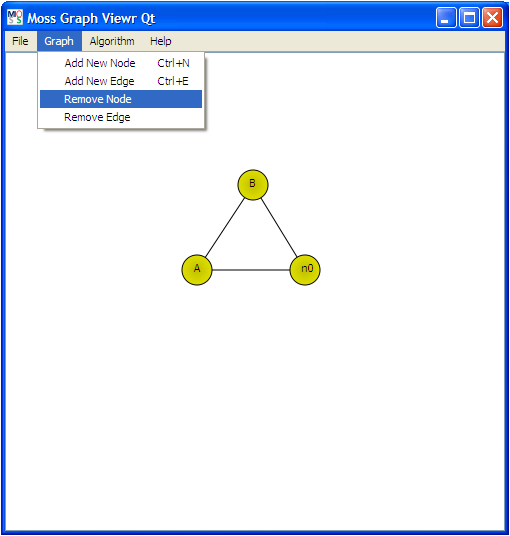 Moss Graph Viewr Qt
File Graph Algorithm Help
Add New Node Ctrl+N
Add New Edge Ctrl+E
Remove Node
Remove Edge
B
A n0